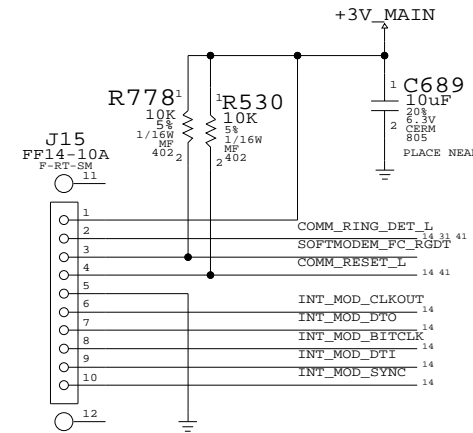 +3V_MAIN
R778
1
10K
5%
1/16W
MF
402
2
1
R530
10K
5%
1/16W
MF
402
2
1
C689
10uF
20%
6.3V
CERM
805
2
PLACE NEAR
J15
FF14-10A
F-RT-SM
11
1
2
COMM_RING_DET_L
14 31 41
3
SOFTMODEM_FC_RGDT
4
COMM_RESET_L
14 41
5
6
INT_MOD_CLKOUT
14
7
INT_MOD_DTO
14
8
INT_MOD_BITCLK
14
9
INT_MOD_DTI
14
10
INT_MOD_SYNC
14
12